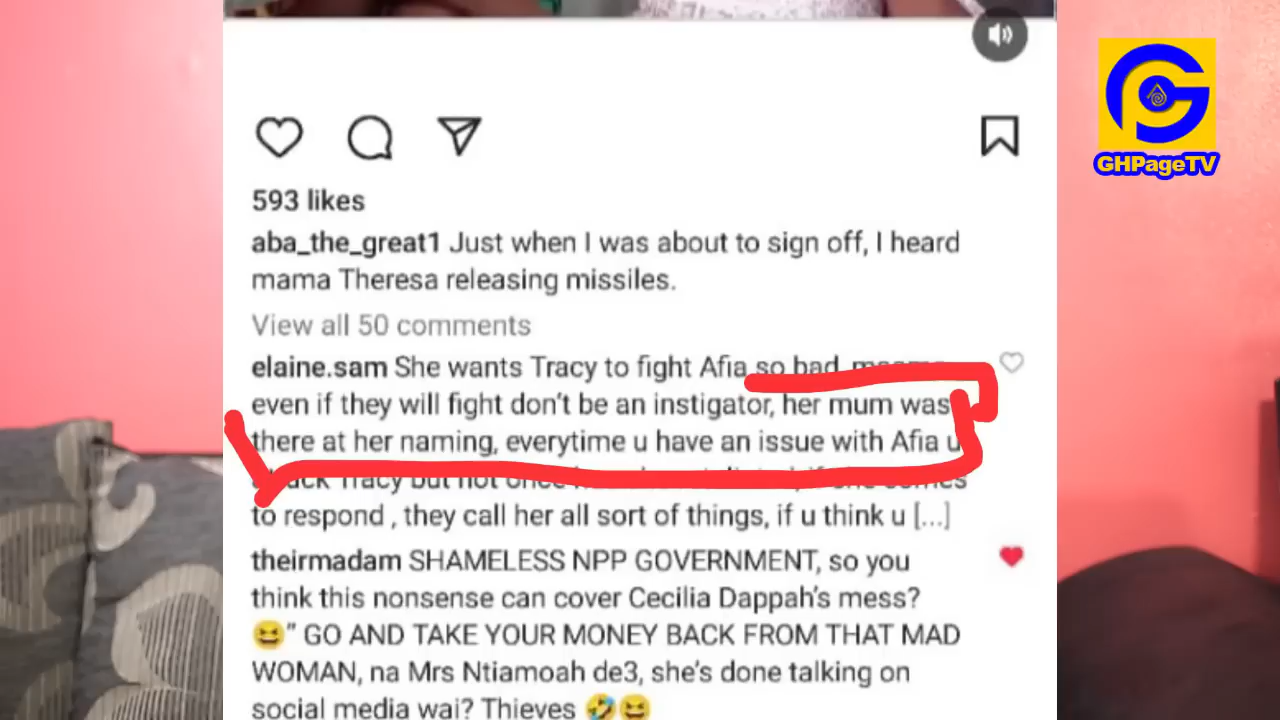 GHPageTV
593 likes
aba_the_great1 Just when I was about to sign off, I heard
mama Theresa releasing missiles.
View all 50 comments
elaine.sam She wants Tracy to fight Afia so bad
even if they will fight don't be an instigator, her mum was
there at her naming, everytime u have an issue with Afia u
Tracy but not once
to respond , they call her all sort of things, if u think u [...]
theirmadam SHAMELESS NPP GOVERNMENT, so you
think this nonsense can cover Cecilia Dappah's mess?
😆" GO AND TAKE YOUR MONEY BACK FROM THAT MAD
WOMAN, na Mrs Ntiamoah de3, she's done talking on
social media wai? Thieves 🤣😆